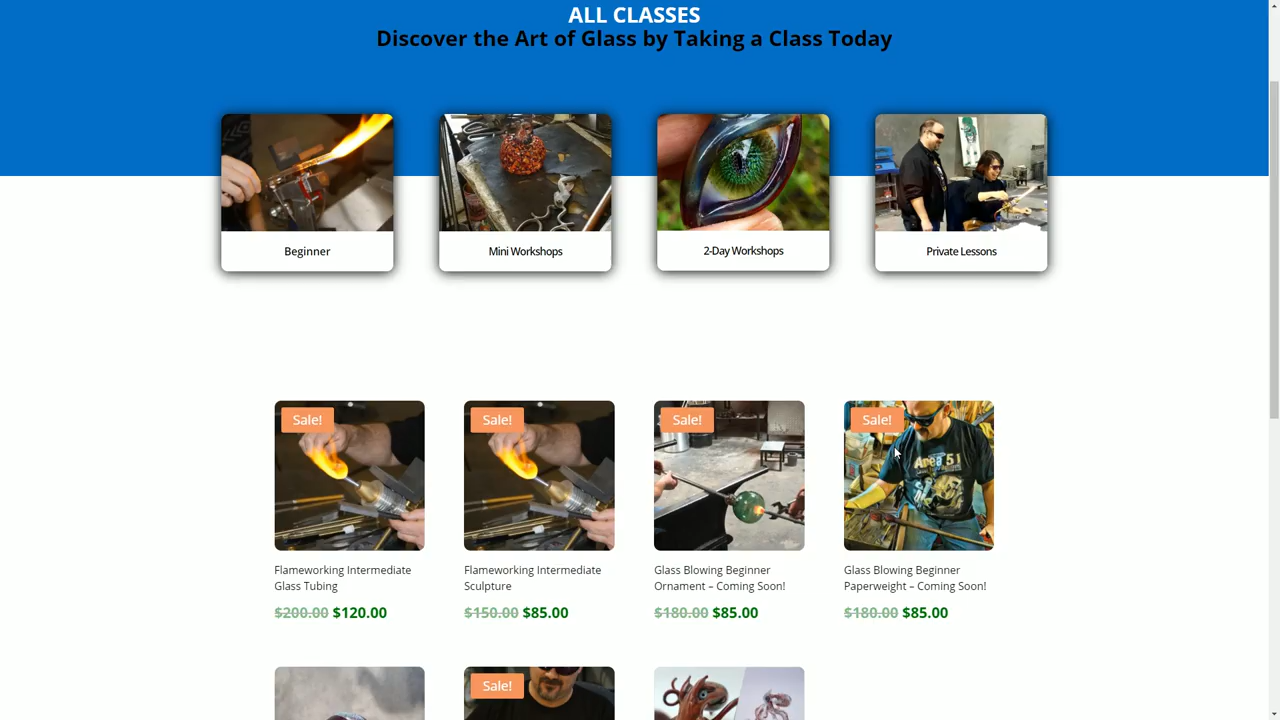 ALL CLASSES
Discover the Art of Glass by Taking a Class Today
Beginner
Mini Workshops
2-Day Workshops
Private Lessons
Sale!
Sale!
Sale!
Sale!
Area 51
Flameworking Intermediate
Glass Tubing
$200.00 $120.00
Flameworking Intermediate
Sculpture
$150.00 $85.00
Glass Blowing Beginner
Ornament – Coming Soon!
$180.00 $85.00
Glass Blowing Beginner
Paperweight – Coming Soon!
$180.00 $85.00
Sale!